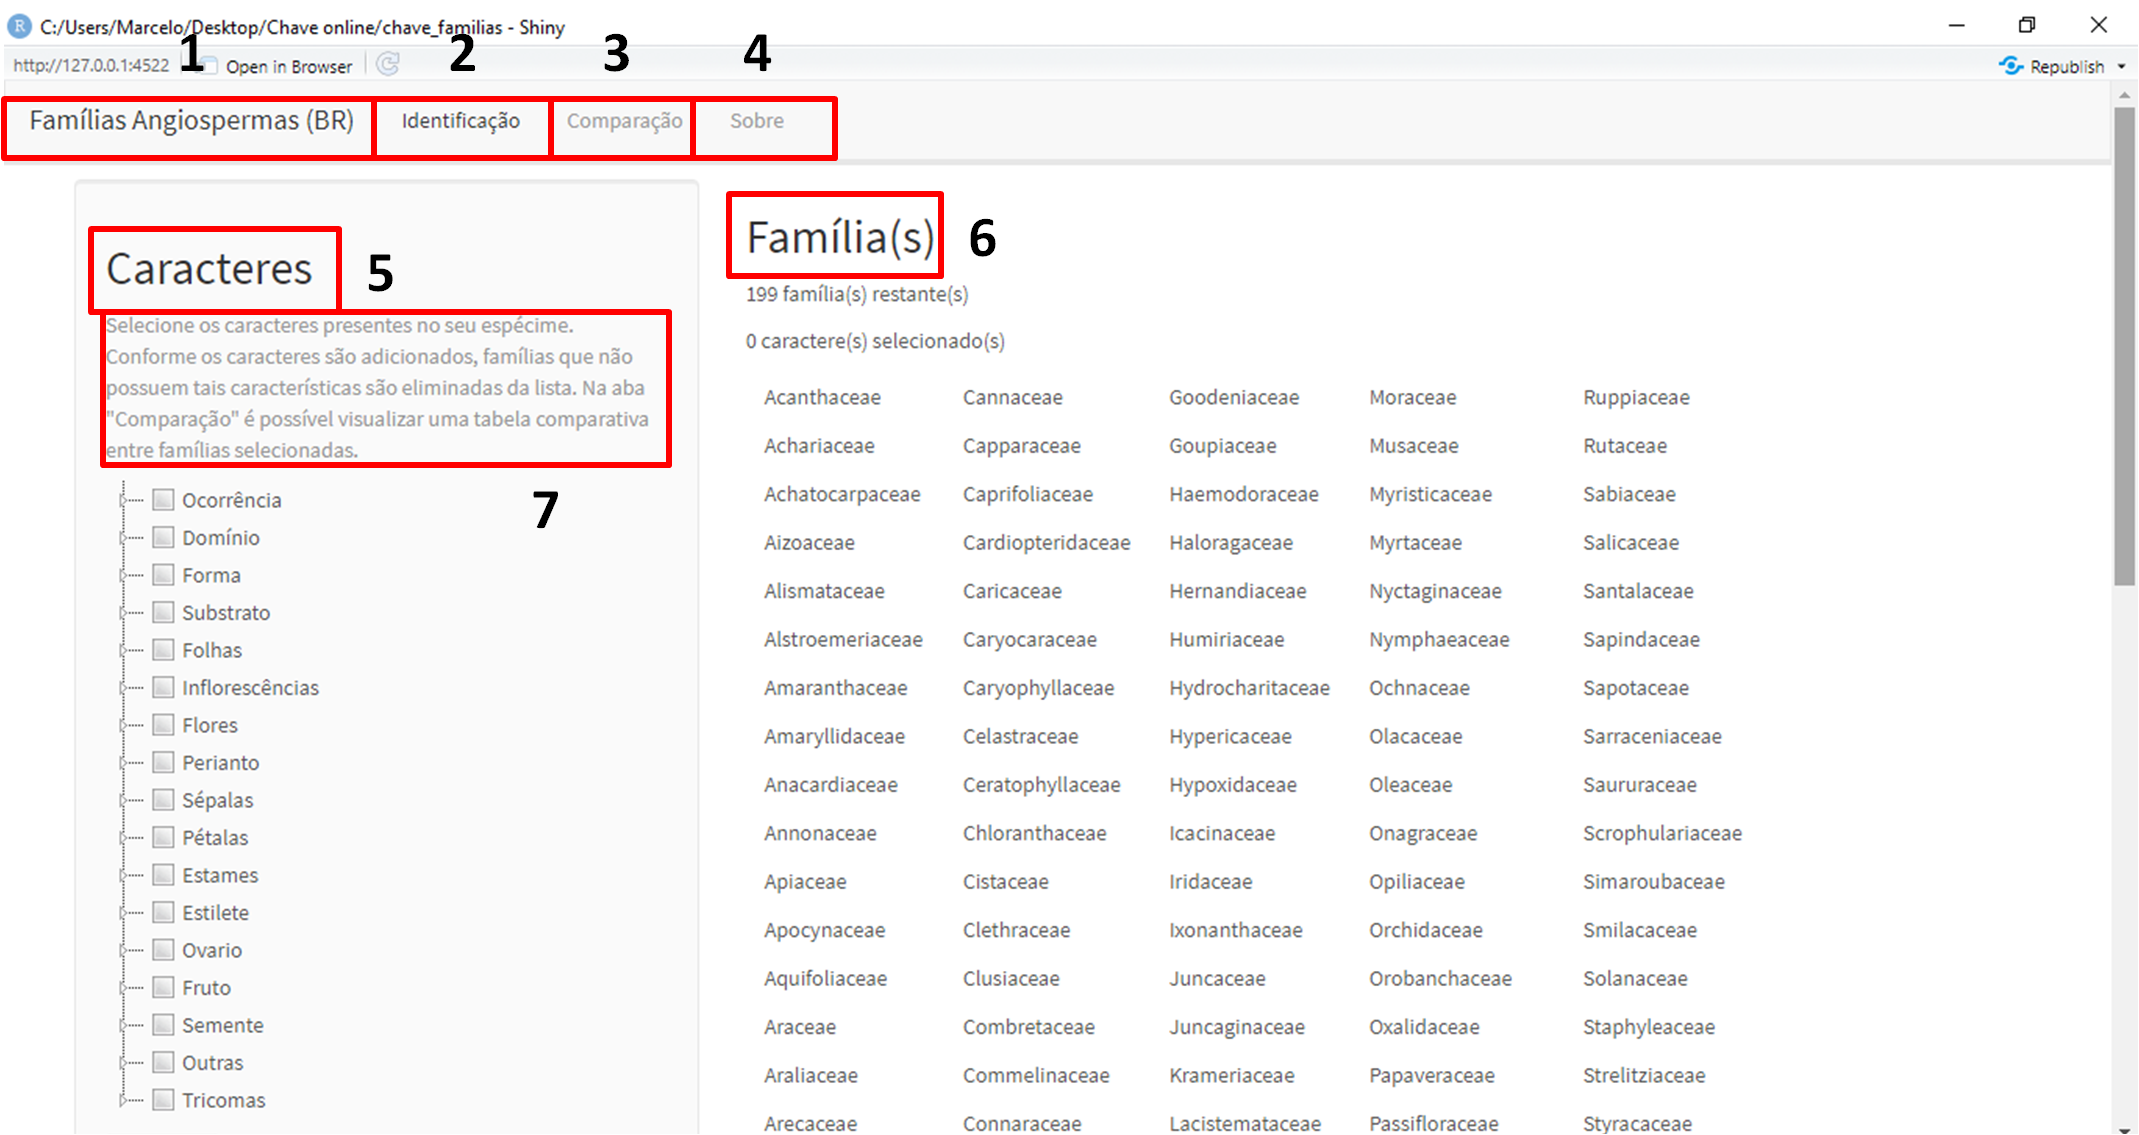 R C:/Users/Marcelo/Desktop/Chave online/chave_familias - Shiny
http://127.0.0.1:4522 Open in Browser Republish
1 2 3 4
Famílias Angiospermas (BR) Identificação Comparação Sobre
Caracteres
5
Selecione os caracteres presentes no seu espécime.
Conforme os caracteres são adicionados, famílias que não
possuem tais características são eliminadas da lista. Na aba
"Comparação" é possível visualizar uma tabela comparativa
entre famílias selecionadas.
7
Ocorrência
Domínio
Forma
Substrato
Folhas
Inflorescências
Flores
Perianto
Sépalas
Pétalas
Estames
Estilete
Ovario
Fruto
Semente
Outras
Tricomas
Família(s)
6
199 família(s) restante(s)
0 caractere(s) selecionado(s)
Acanthaceae Cannaceae Goodeniaceae Moraceae Ruppiaceae
Achariaceae Capparaceae Goupiaceae Musaceae Rutaceae
Achatocarpaceae Caprifoliaceae Haemodoraceae Myristicaceae Sabiaceae
Aizoaceae Cardiopteridaceae Haloragaceae Myrtaceae Salicaceae
Alismataceae Caricaceae Hernandiaceae Nyctaginaceae Santalaceae
Alstroemeriaceae Caryocaraceae Humiriaceae Nymphaeaceae Sapindaceae
Amaranthaceae Caryophyllaceae Hydrocharitaceae Ochnaceae Sapotaceae
Amaryllidaceae Celastraceae Hypericaceae Olacaceae Sarraceniaceae
Anacardiaceae Ceratophyllaceae Hypoxidaceae Oleaceae Saururaceae
Annonaceae Chloranthaceae Icacinaceae Onagraceae Scrophulariaceae
Apiaceae Cistaceae Iridaceae Opiliaceae Simaroubaceae
Apocynaceae Clethraceae Ixonanthaceae Orchidaceae Smilacaceae
Aquifoliaceae Clusiaceae Juncaceae Orobanchaceae Solanaceae
Araceae Combretaceae Juncaginaceae Oxalidaceae Staphyleaceae
Araliaceae Commelinaceae Krameriaceae Papaveraceae Strelitziaceae
Arecaceae Connaraceae Lacistemataceae Passifloraceae Styracaceae